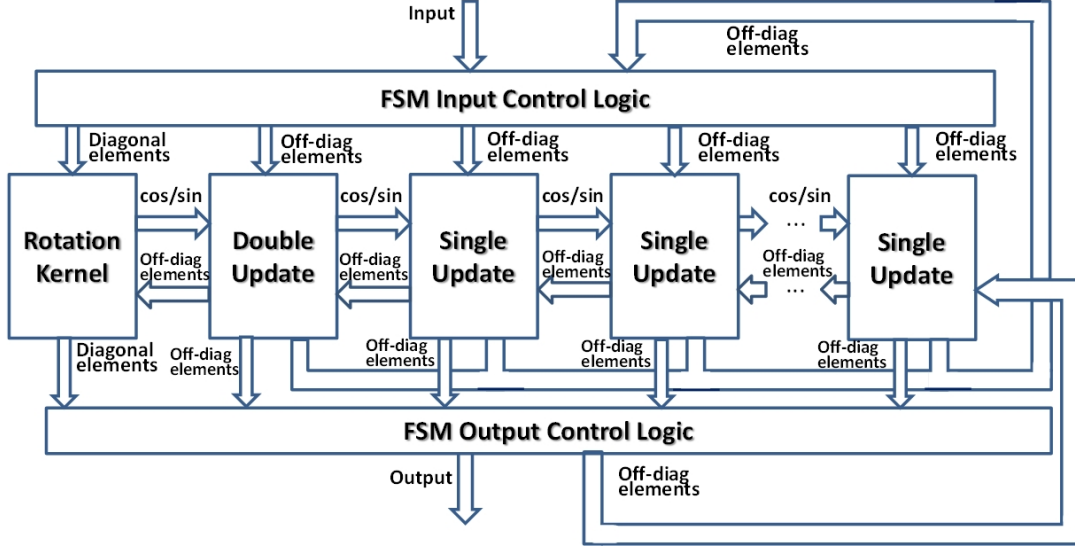 Input
Off-diag
elements
FSM Input Control Logic
Diagonal
elements
Off-diag
elements
Off-diag
elements
Off-diag
elements
Off-diag
elements
cos/sin
cos/sin
cos/sin
cos/sin
...
Rotation
Kernel
Double
Update
Single
Update
Single
Update
Single
Update
Off-diag
elements
Off-diag
elements
Off-diag
elements
Off-diag
elements
...
Diagonal
elements
Off-diag
elements
Off-diag
elements
Off-diag
elements
Off-diag
elements
FSM Output Control Logic
Output
Off-diag
elements